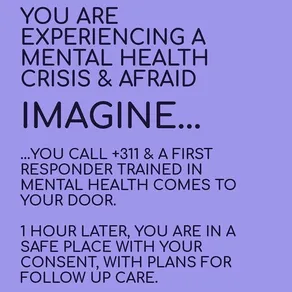 YOU ARE
EXPERIENCING A
MENTAL HEALTH
CRISIS & AFRAID
IMAGINE...
...YOU CALL +311 & A FIRST
RESPONDER TRAINED IN
MENTAL HEALTH COMES TO
YOUR DOOR.
1 HOUR LATER, YOU ARE IN A
SAFE PLACE WITH YOUR
CONSENT, WITH PLANS FOR
FOLLOW UP CARE.